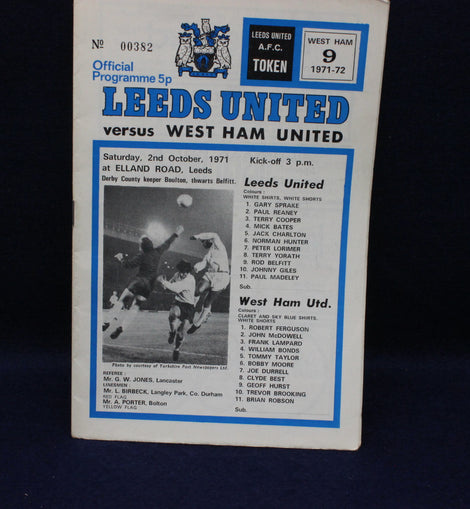 Nº 00382
LEEDS UNITED
A.F.C.
TOKEN
WEST HAM
9
1971-72
Official
Programme 5p
LEEDS UNITED
versus WEST HAM UNITED
Saturday, 2nd October, 1971
at ELLAND ROAD, Leeds
Kick-off 3 p.m.
Derby County keeper Boulton, thwarts Belfitt.
Photo by courtesy of Yorkshire Post Newspapers Ltd.
REFEREE :
Mr. G. W. JONES, Lancaster
LINESMEN :
Mr. L. BIRBECK, Langley Park, Co. Durham
RED FLAG
Mr. A. PORTER, Bolton
YELLOW FLAG
Leeds United
Colours :
WHITE SHIRTS, WHITE SHORTS
1. GARY SPRAKE
2. PAUL REANEY
3. TERRY COOPER
4. MICK BATES
5. JACK CHARLTON
6. NORMAN HUNTER
7. PETER LORIMER
8. TERRY YORATH
9. ROD BELFITT
10. JOHNNY GILES
11. PAUL MADELEY
Sub.
West Ham Utd.
Colours :
CLARET AND SKY BLUE SHIRTS,
WHITE SHORTS
1. ROBERT FERGUSON
2. JOHN McDOWELL
3. FRANK LAMPARD
4. WILLIAM BONDS
5. TOMMY TAYLOR
6. BOBBY MOORE
7. JOE DURRELL
8. CLYDE BEST
9. GEOFF HURST
10. TREVOR BROOKING
11. BRIAN ROBSON
Sub.